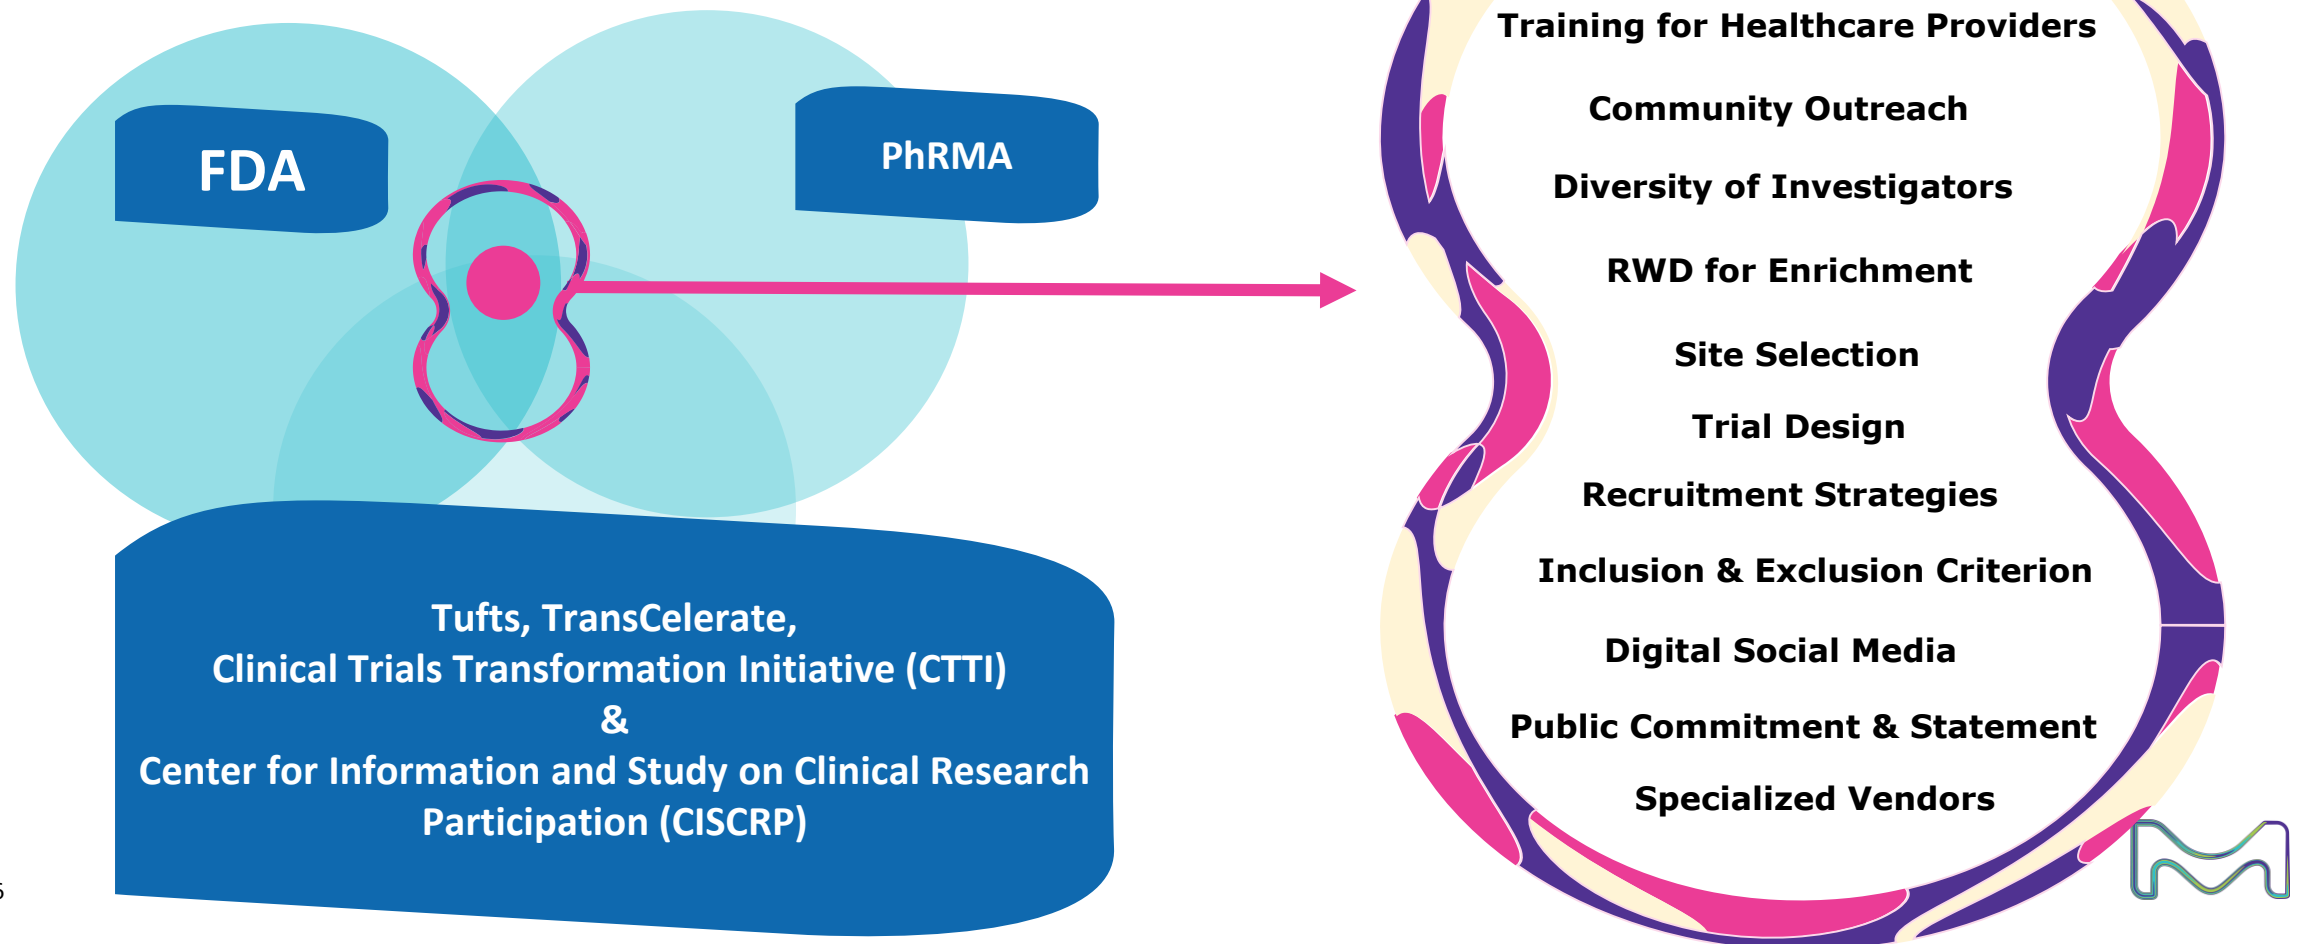 FDA
PhRMA
Tufts, TransCelerate,
Clinical Trials Transformation Initiative (CTTI)
&
Center for Information and Study on Clinical Research
Participation (CISCRP)
Training for Healthcare Providers
Community Outreach
Diversity of Investigators
RWD for Enrichment
Site Selection
Trial Design
Recruitment Strategies
Inclusion & Exclusion Criterion
Digital Social Media
Public Commitment & Statement
Specialized Vendors